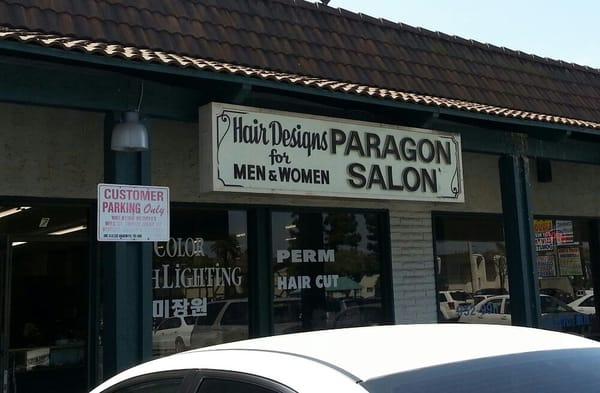 Hair Designs
for
MEN & WOMEN
PARAGON
SALON
CUSTOMER
PARKING Only
COLOR
HLIGHTING
미장원
PERM
HAIR CUT